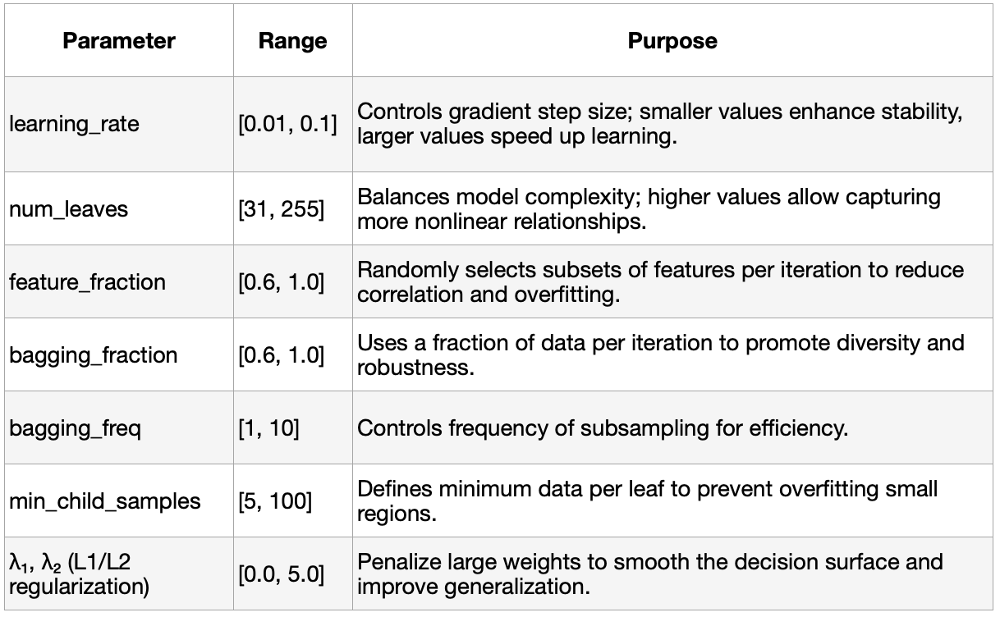 Parameter Range Purpose
learning_rate [0.01, 0.1] Controls gradient step size; smaller values enhance stability,
larger values speed up learning.
num_leaves [31, 255] Balances model complexity; higher values allow capturing
more nonlinear relationships.
feature_fraction [0.6, 1.0] Randomly selects subsets of features per iteration to reduce
correlation and overfitting.
bagging_fraction [0.6, 1.0] Uses a fraction of data per iteration to promote diversity and
robustness.
bagging_freq [1, 10] Controls frequency of subsampling for efficiency.
min_child_samples [5, 100] Defines minimum data per leaf to prevent overfitting small
regions.
λ₁, λ₂ (L1/L2
regularization) [0.0, 5.0] Penalize large weights to smooth the decision surface and
improve generalization.